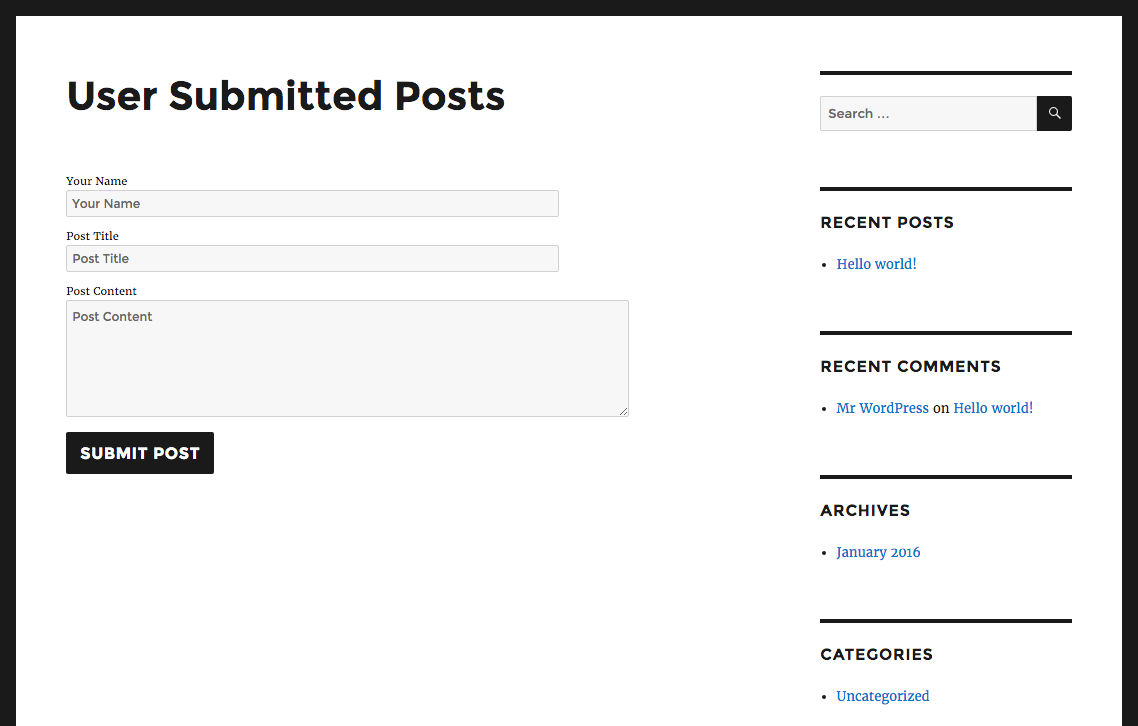 User Submitted Posts
Your Name
Your Name
Post Title
Post Title
Post Content
Post Content
SUBMIT POST
Search ...
RECENT POSTS
Hello world!
RECENT COMMENTS
Mr WordPress on Hello world!
ARCHIVES
January 2016
CATEGORIES
Uncategorized